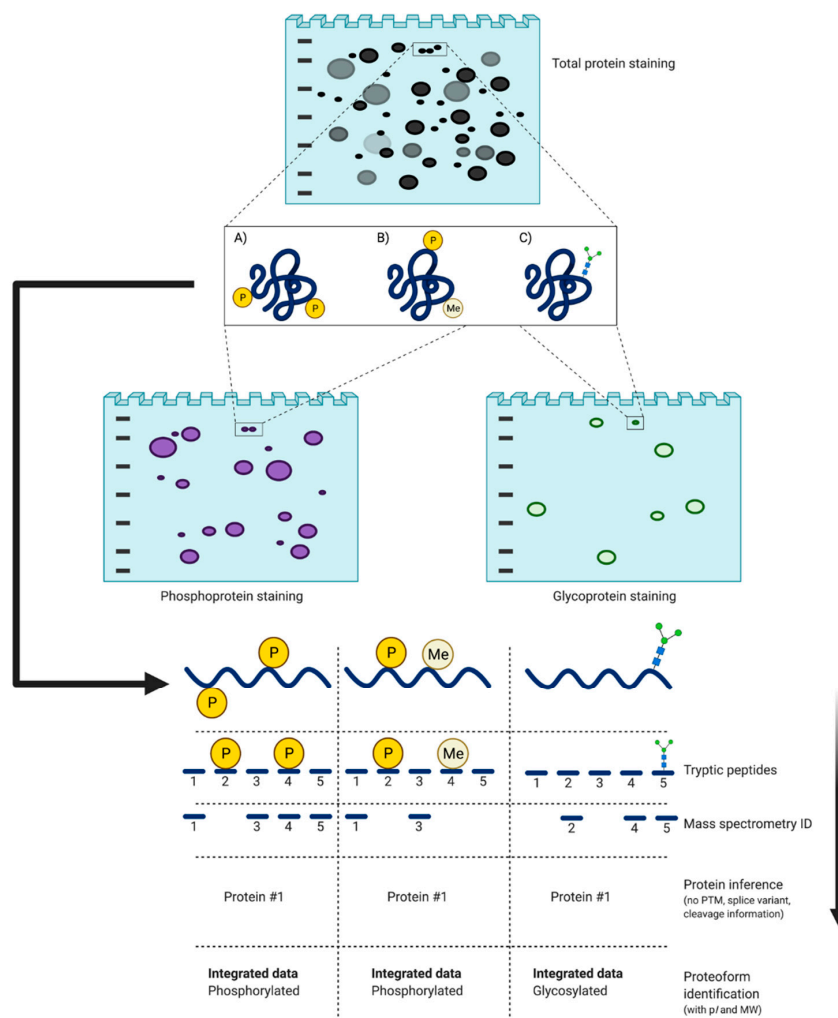 Total protein staining
A)
B)
C)
P
P
P
Me
Phosphoprotein staining
Glycoprotein staining
P
P
P
Me
P
P
P
Me
1 2 3 4 5
1 2 3 4 5
1 2 3 4 5
Tryptic peptides
1 3 4 5
1 3
2 4 5
Mass spectrometry ID
Protein #1
Protein #1
Protein #1
Protein inference
(no PTM, splice variant,
cleavage information)
Integrated data
Phosphorylated
Integrated data
Phosphorylated
Integrated data
Glycosylated
Proteoform
identification
(with pI and MW)